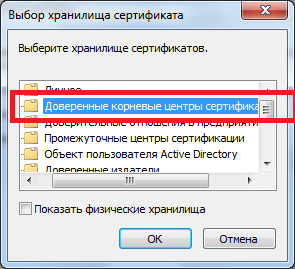 Выбор хранилища сертификата
Выберите хранилище сертификатов.
Личное
Доверенные корневые центры сертифика
Доверительные отношения в предприяти
Промежуточные центры сертификации
Объект пользователя Active Directory
Доверенные издатели
Показать физические хранилища
ОК
Отмена